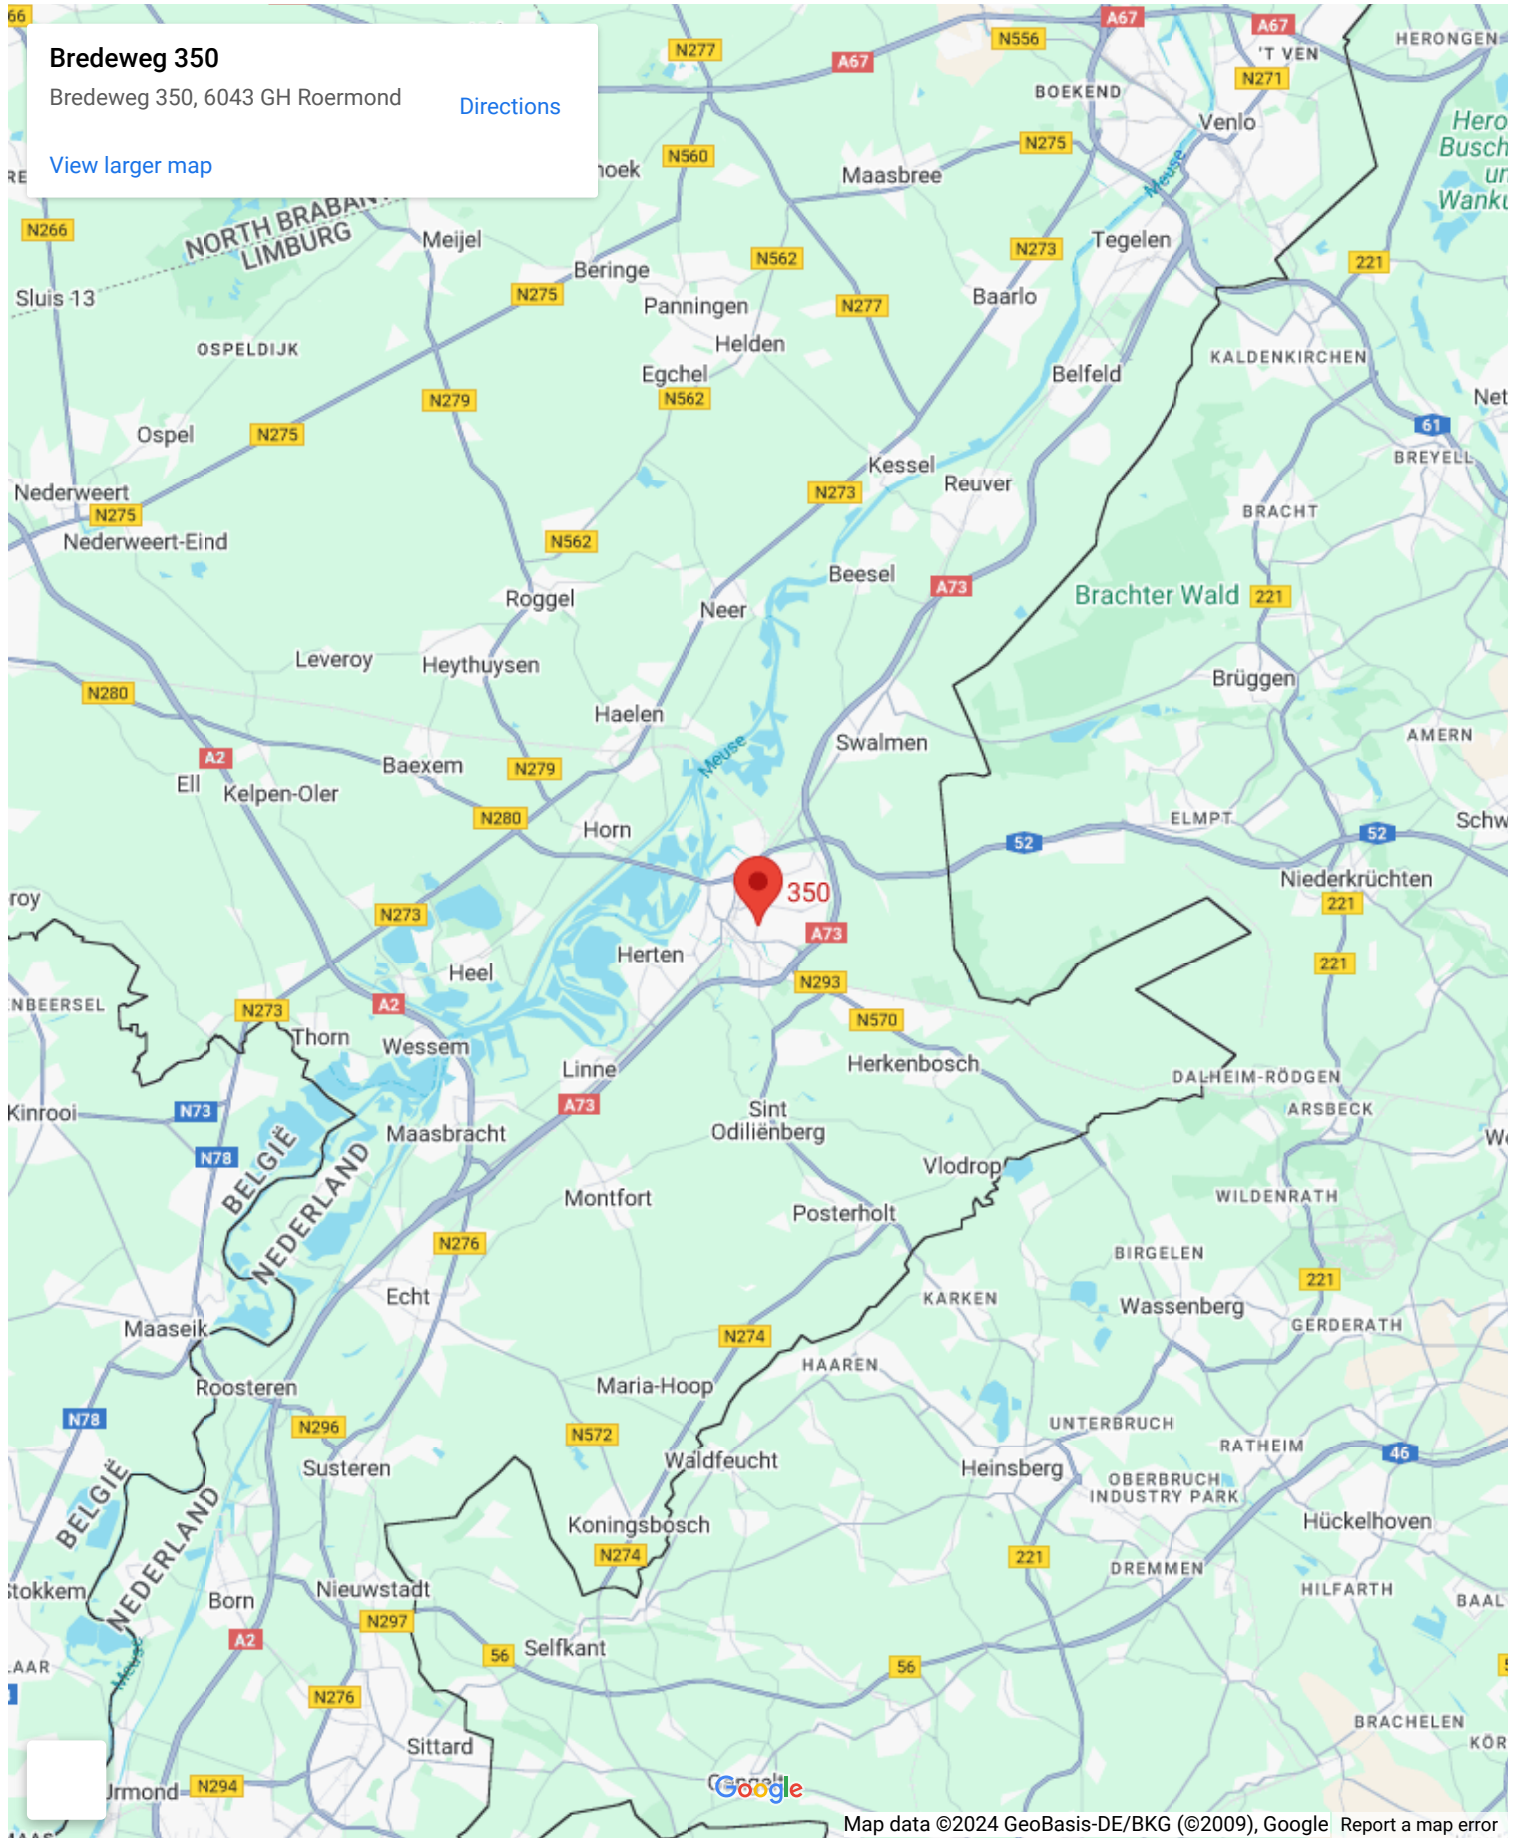 Bredeweg 350
Bredeweg 350, 6043 GH Roermond
Directions
View larger map
66
N277
A67
N556
A67
A67
'T VEN
HERONGEN
N271
BOEKEND
Venlo
N275
N560
Maasbree
Meuse
N266
NORTH BRABANT
LIMBURG
Meijel
N562
N273
Tegelen
221
Beringe
Sluis 13
N275
Panningen
N277
Baarlo
OSPELDIJK
Helden
KALDENKIRCHEN
Egchel
Belfeld
N279
N562
61
Ospel
N275
BREYELL
Kessel
Reuver
Nederweert
N273
N275
BRACHT
Nederweert-Eind
N562
Beesel
A73
Brachter Wald
221
Roggel
Neer
Leveroy
Heythuysen
Brüggen
N280
Haelen
Swalmen
AMERN
Meuse
A2
Baexem
N279
Ell
Kelpen-Oler
N280
Horn
ELMPT
52
52
350
Niederkrüchten
221
N273
A73
Herten
221
Heel
N293
N273
A2
N570
Thorn
Wessem
Linne
Herkenbosch
DALHEIM-RÖDGEN
Kinrooi
N73
A73
Sint
Odiliënberg
ARSBECK
Maasbracht
N78
BELGIË
NEDERLAND
Vlodrop
Montfort
WILDENRATH
Posterholt
N276
BIRGELEN
221
Echt
KARKEN
Wassenberg
Maaseik
N274
GERDERATH
HAAREN
Roosteren
Maria-Hoop
N78
N296
N572
UNTERBRUCH
RATHEIM
46
Waldfeucht
Susteren
Heinsberg
OBERBRUCH
INDUSTRY PARK
BELGIË
NEDERLAND
Koningsbosch
Hückelhoven
N274
221
DREMMEN
Stokkem
Nieuwstadt
HILFARTH
BAAL
Born
N297
A2
56
Selfkant
56
Meuse
N276
BRACHELEN
Sittard
Urmond
N294
Google
Map data ©2024 GeoBasis-DE/BKG (©2009), Google
Report a map error